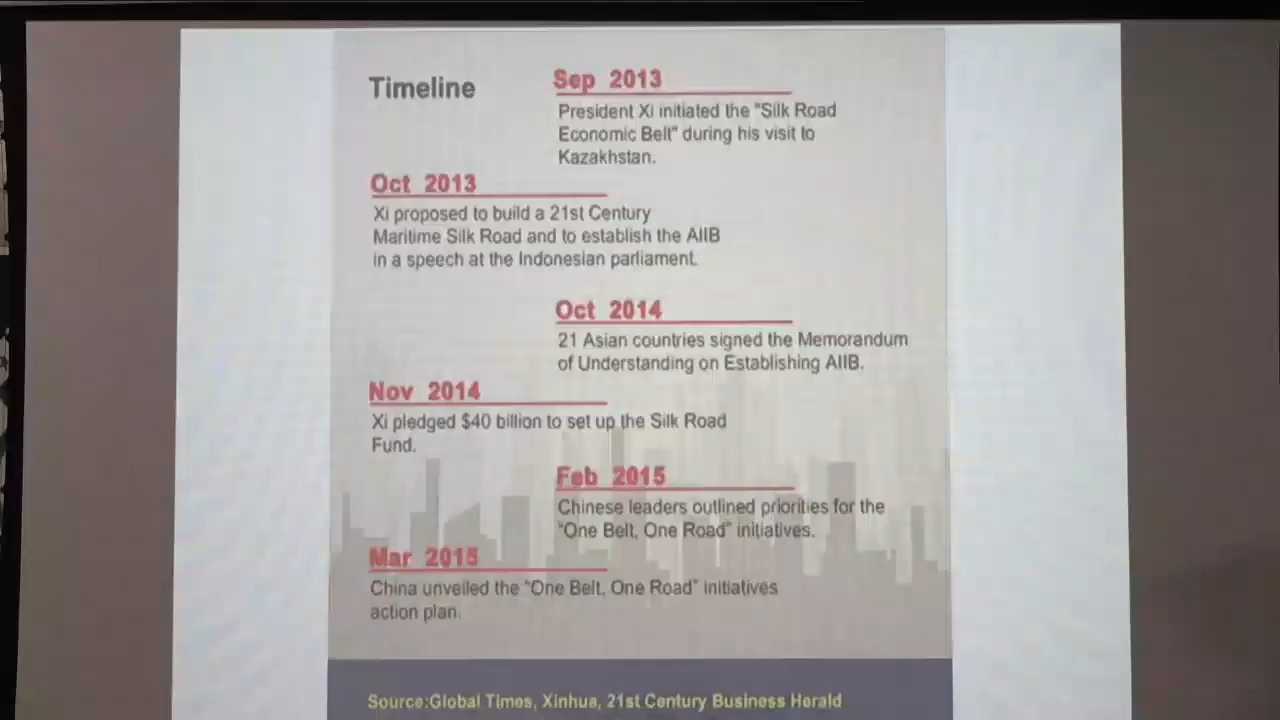 Timeline
Sep 2013
President Xi initiated the "Silk Road
Economic Belt" during his visit to
Kazakhstan.
Oct 2013
Xi proposed to build a 21st Century
Maritime Silk Road and to establish the AIIB
in a speech at the Indonesian parliament.
Oct 2014
21 Asian countries signed the Memorandum
of Understanding on Establishing AIIB.
Nov 2014
Xi pledged $40 billion to set up the Silk Road
Fund.
Feb 2015
Chinese leaders outlined priorities for the
"One Belt, One Road" initiatives.
Mar 2015
China unveiled the "One Belt, One Road" initiatives
action plan.
Source:Global Times, Xinhua, 21st Century Business Herald